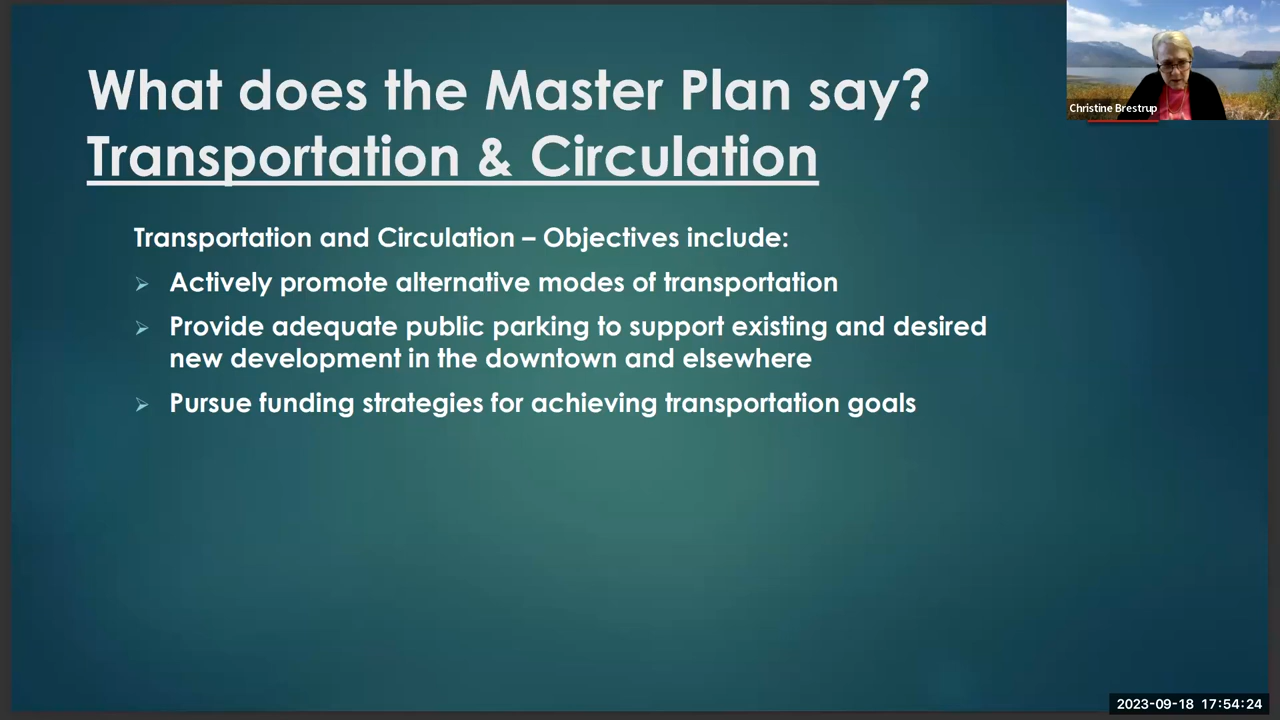 What does the Master Plan say?
Transportation & Circulation
Christine Brestrup
Transportation and Circulation – Objectives include:
Actively promote alternative modes of transportation
Provide adequate public parking to support existing and desired
new development in the downtown and elsewhere
Pursue funding strategies for achieving transportation goals
2023-09-18 17:54:24